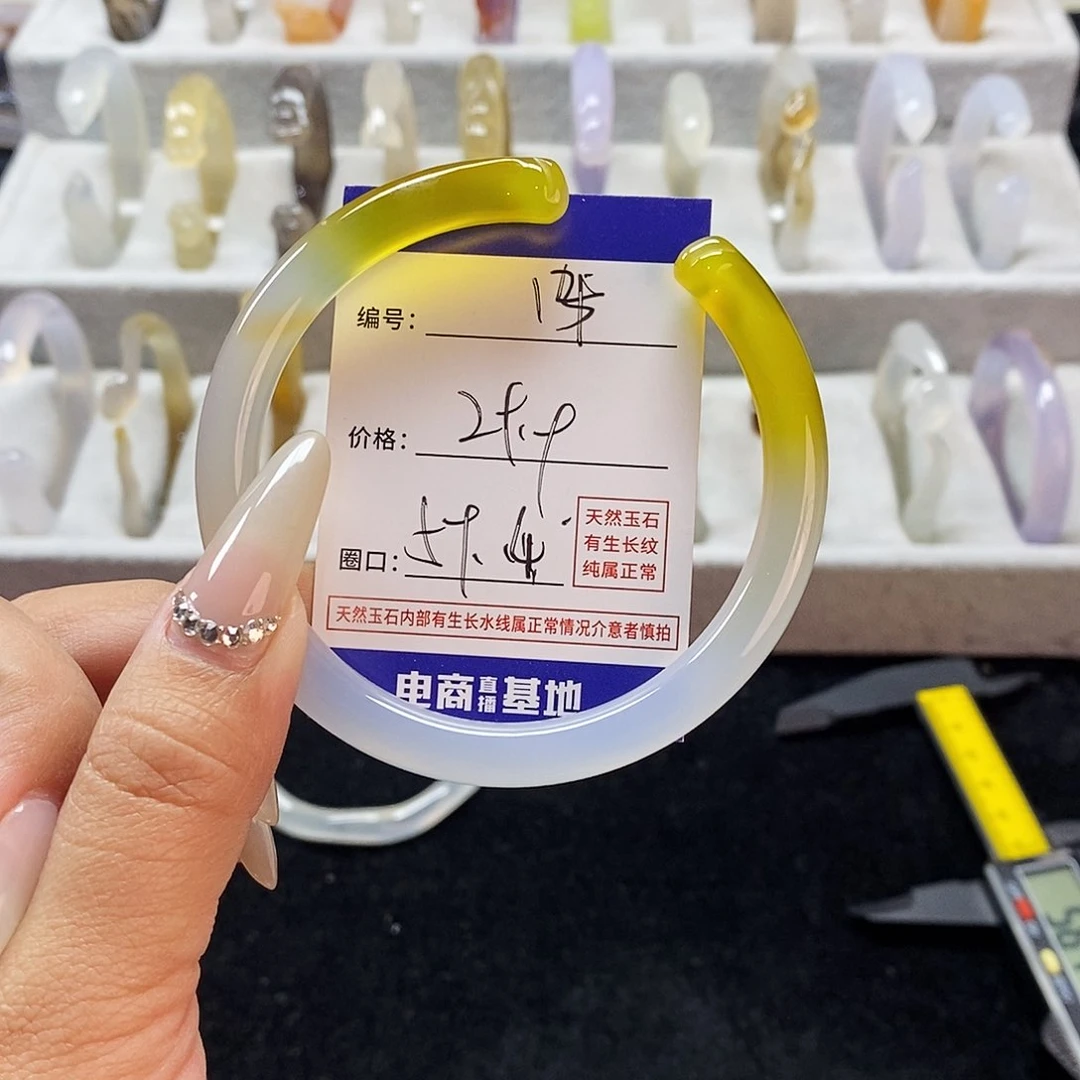 编号：
价格：
圈口：57.4
天然玉石
有生长纹
纯属正常
天然玉石内部有生长水线属正常情况介意者慎拍
电商直播基地